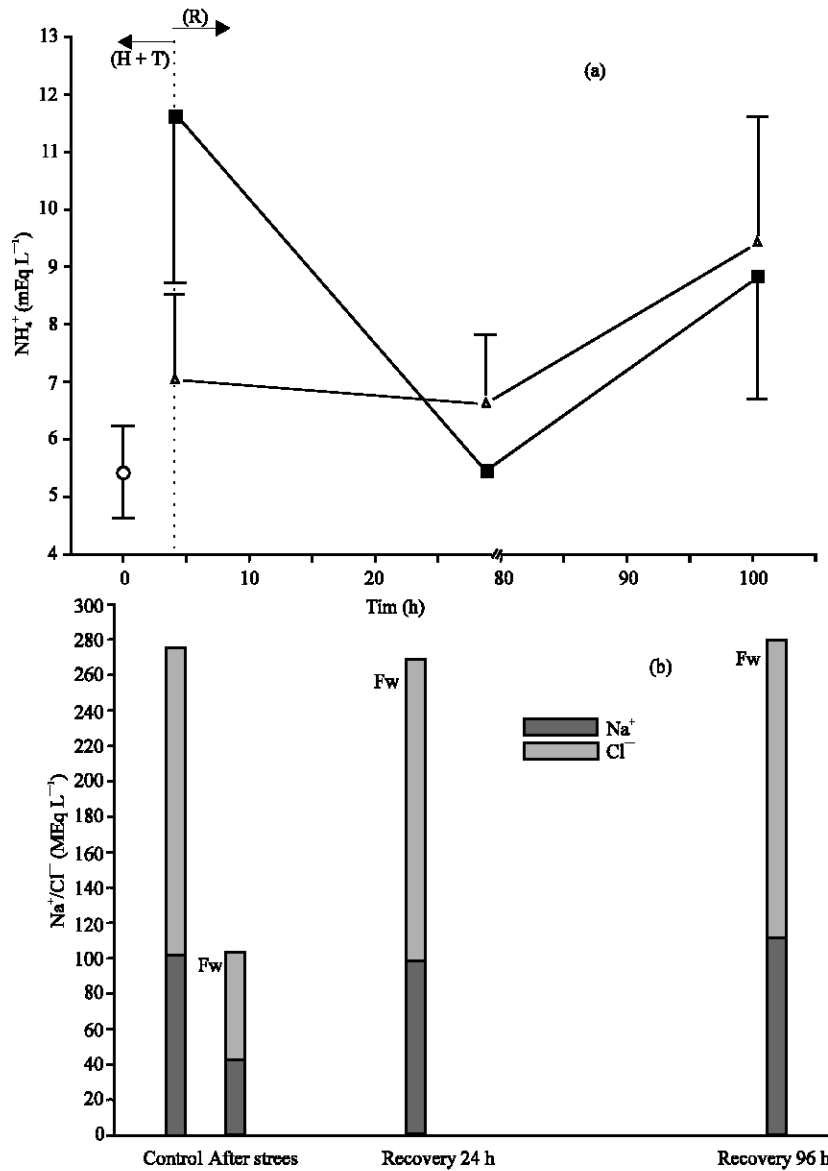 (R)
(H + T)
(a)
13
12
11
10
9
8
7
6
5
4
NH₄⁺ (mEq L⁻¹)
0 10 20 80 90 100
Tim (h)
300
280
260
240
220
200
180
160
140
120
100
80
60
40
20
0
Na⁺/Cl⁻ (MEq L⁻¹)
Fw
Fw
Fw
(b)
Na⁺
Cl⁻
Control After strees Recovery 24 h Recovery 96 h